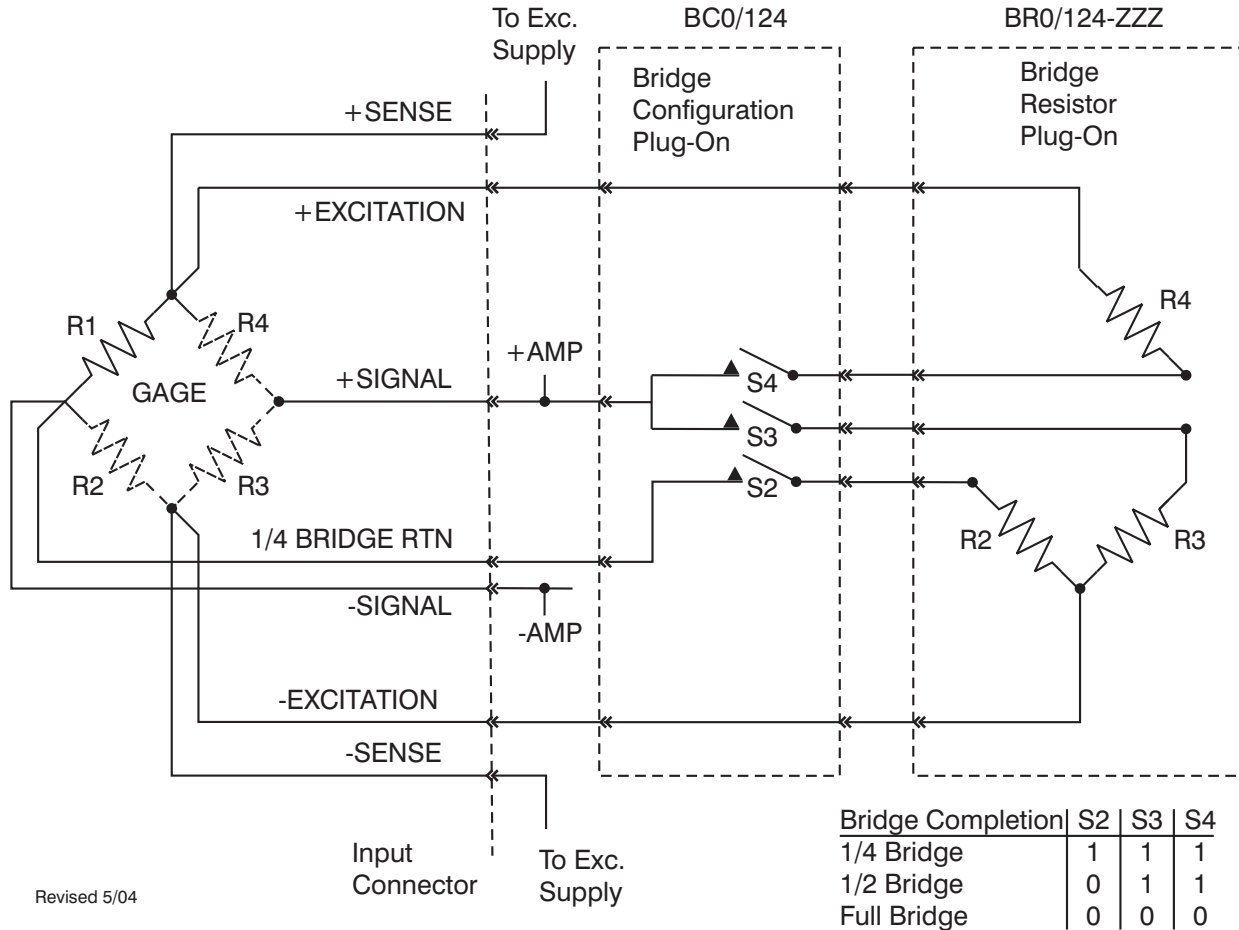 To Exc.
Supply
BC0/124
BR0/124-ZZZ
Bridge
Configuration
Plug-On
Bridge
Resistor
Plug-On
+SENSE
+EXCITATION
R1
R4
GAGE
R2
R3
+SIGNAL
+AMP
S4
S3
S2
R4
R2
R3
1/4 BRIDGE RTN
-SIGNAL
-AMP
-EXCITATION
-SENSE
Input
Connector
To Exc.
Supply
Bridge Completion S2 S3 S4
1/4 Bridge 1 1 1
1/2 Bridge 0 1 1
Full Bridge 0 0 0
Revised 5/04